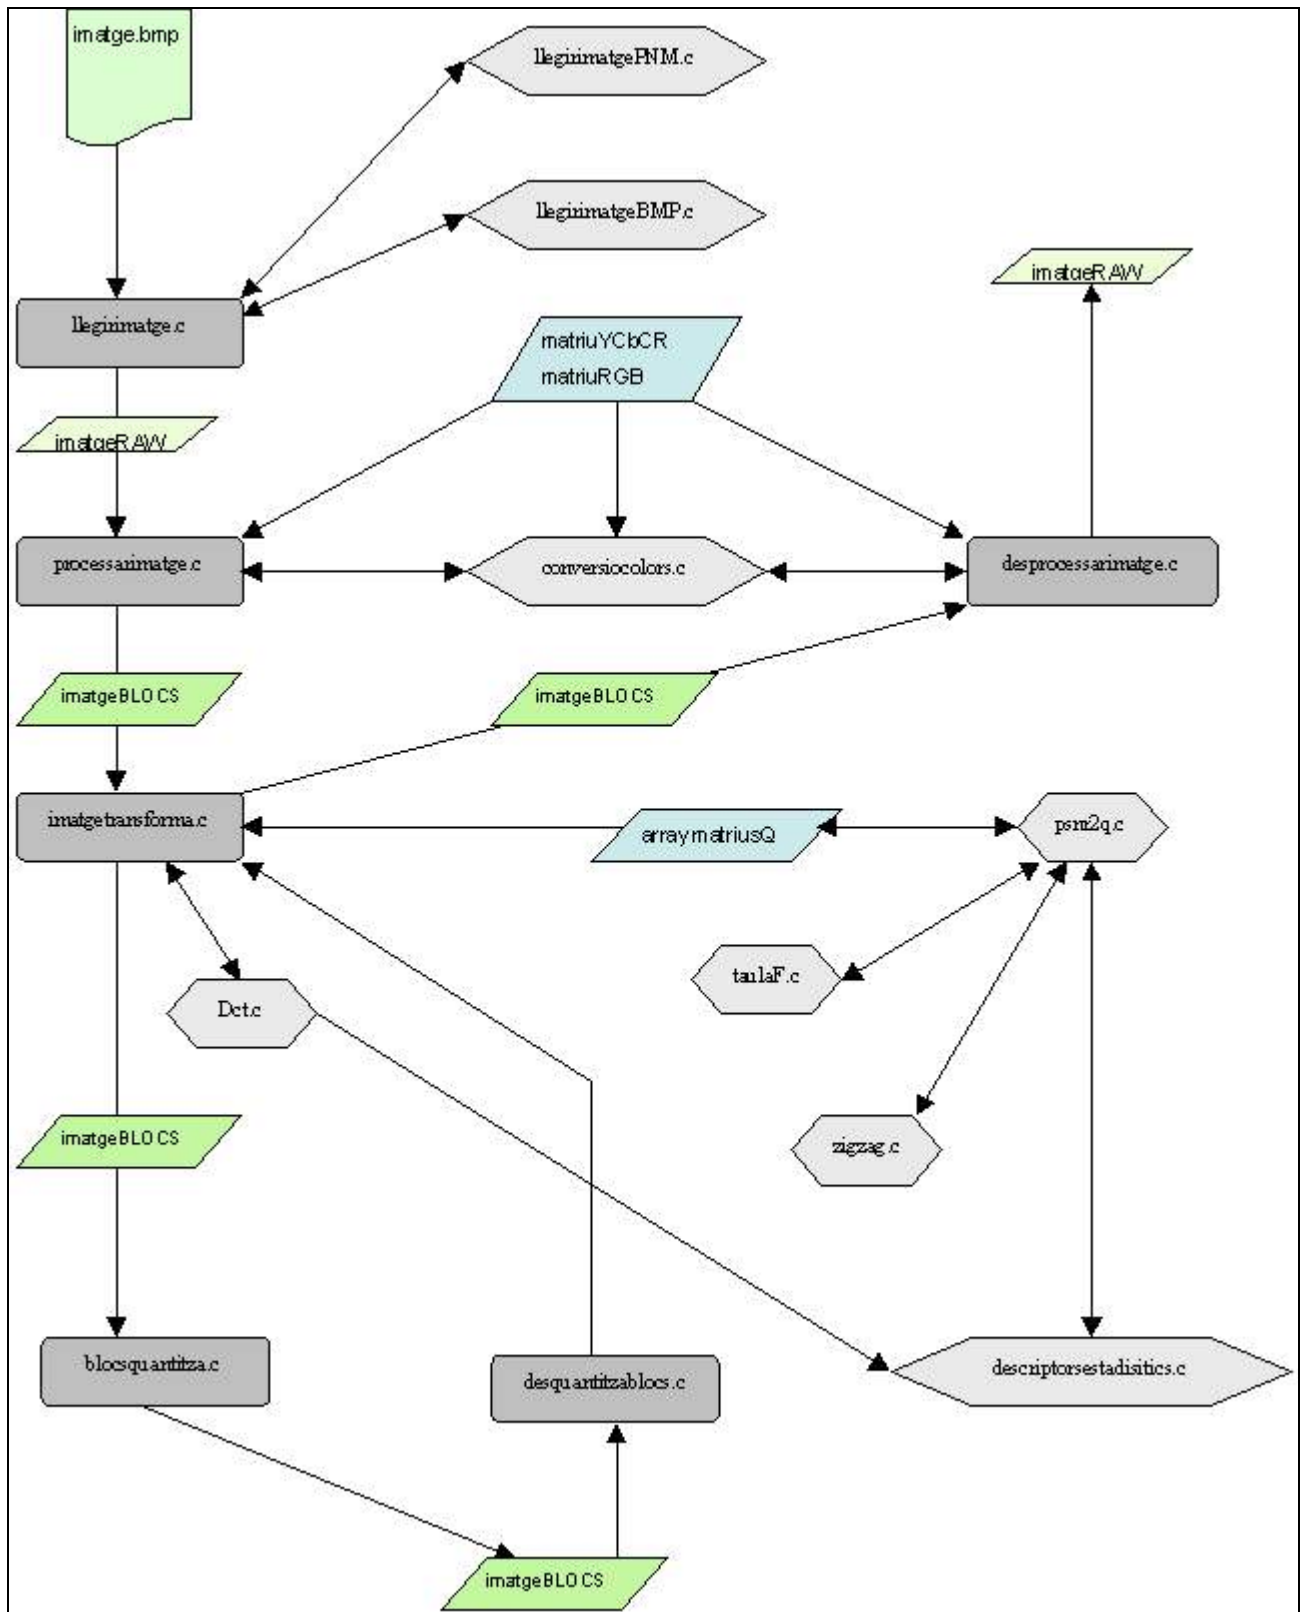 imatge.bmp
llegirimatgePNM.c
llegirimatgeBMP.c
imatgeRAW
llegirimatge.c
matriuYCbCR
matriuRGB
imatgeRAW
processarimatge.c
conversiocolors.c
desprocessarimatge.c
imatgeBLOCS
imatgeBLOCS
imatgetransforma.c
arraymatriusQ
psnr2q.c
taulaF.c
Dct.c
imatgeBLOCS
zigzag.c
blocsquantitza.c
desquantitzablocs.c
descriptorsestadisitics.c
imatgeBLOCS